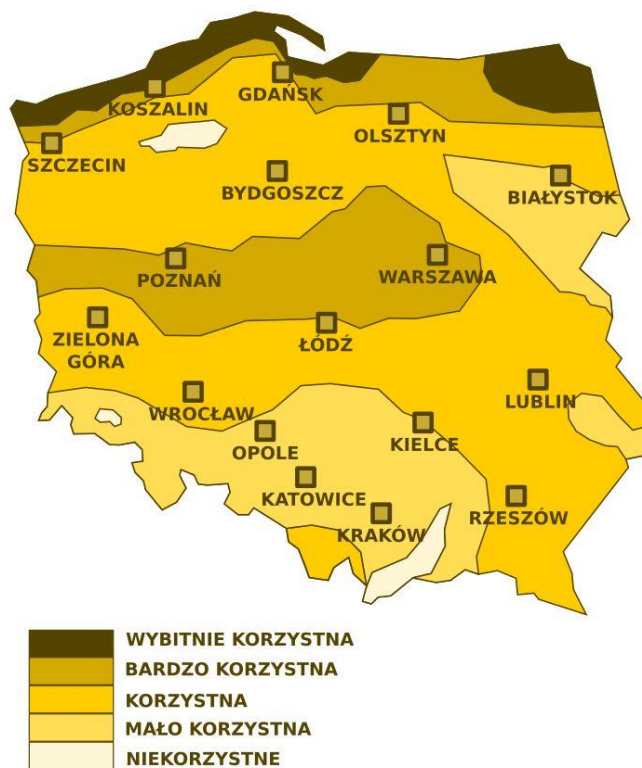 KOSZALIN
GDAŃSK
OLSZTYN
SZCZECIN
BYDGOSZCZ
BIAŁYSTOK
POZNAŃ
WARSZAWA
ZIELONA
GÓRA
ŁÓDŹ
WROCŁAW
LUBLIN
OPOLE
KIELCE
KATOWICE
KRAKÓW
RZESZÓW
WYBITNIE KORZYSTNA
BARDZO KORZYSTNA
KORZYSTNA
MAŁO KORZYSTNA
NIEKORZYSTNE